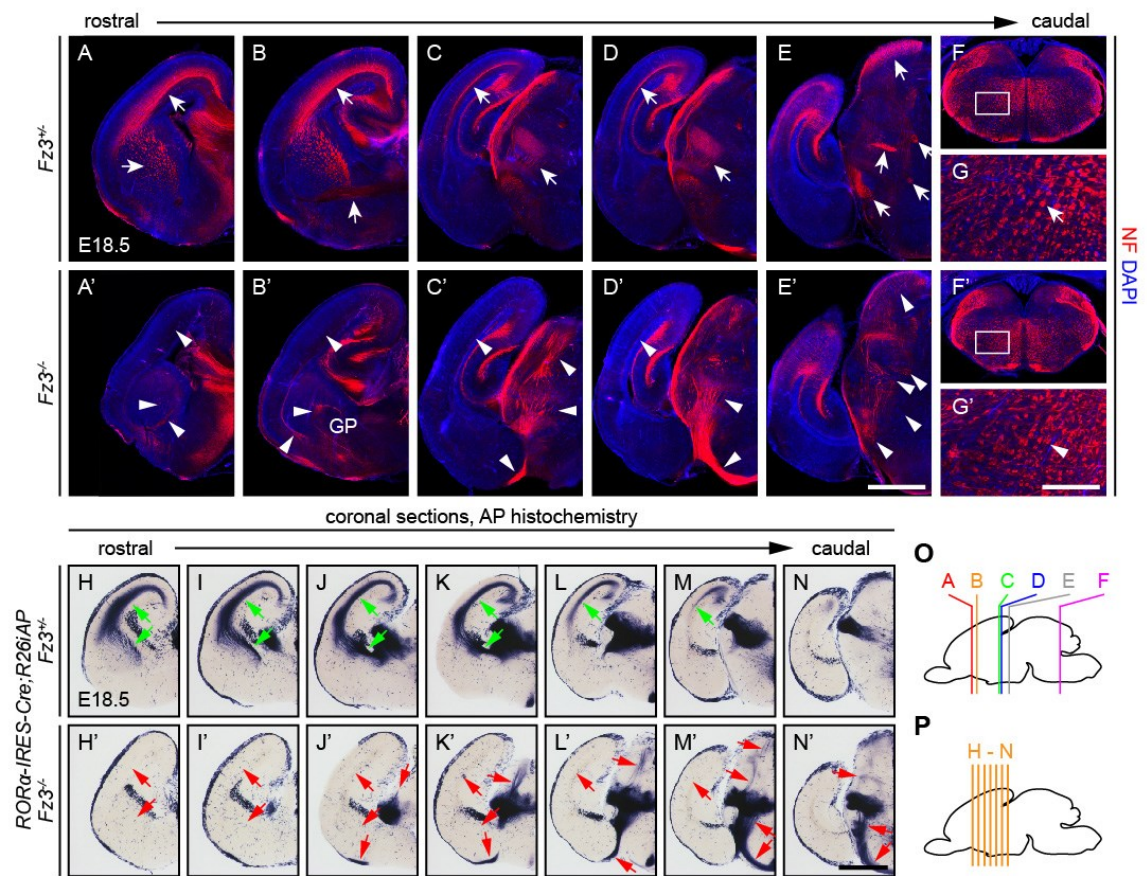 rostral caudal
A B C D E F
Fz3+/-
E18.5
G
NF DAPI
A' B' C' D' E' F'
Fz3-/-
GP
G'
coronal sections, AP histochemistry
rostral caudal
H I J K L M N
RORα-IRES-Cre;R26iAP
Fz3+/-
E18.5
H' I' J' K' L' M' N'
Fz3-/-
O
A B C D E F
P
H - N